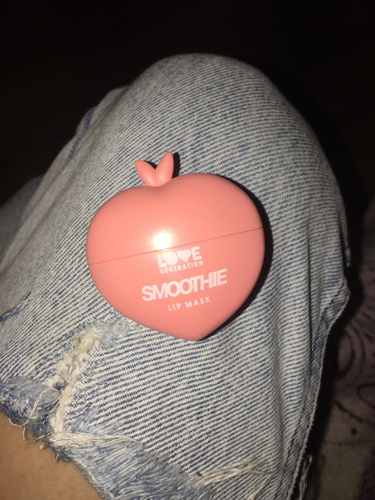 LOVE
GENERATION
SMOOTHIE
LIP MASK